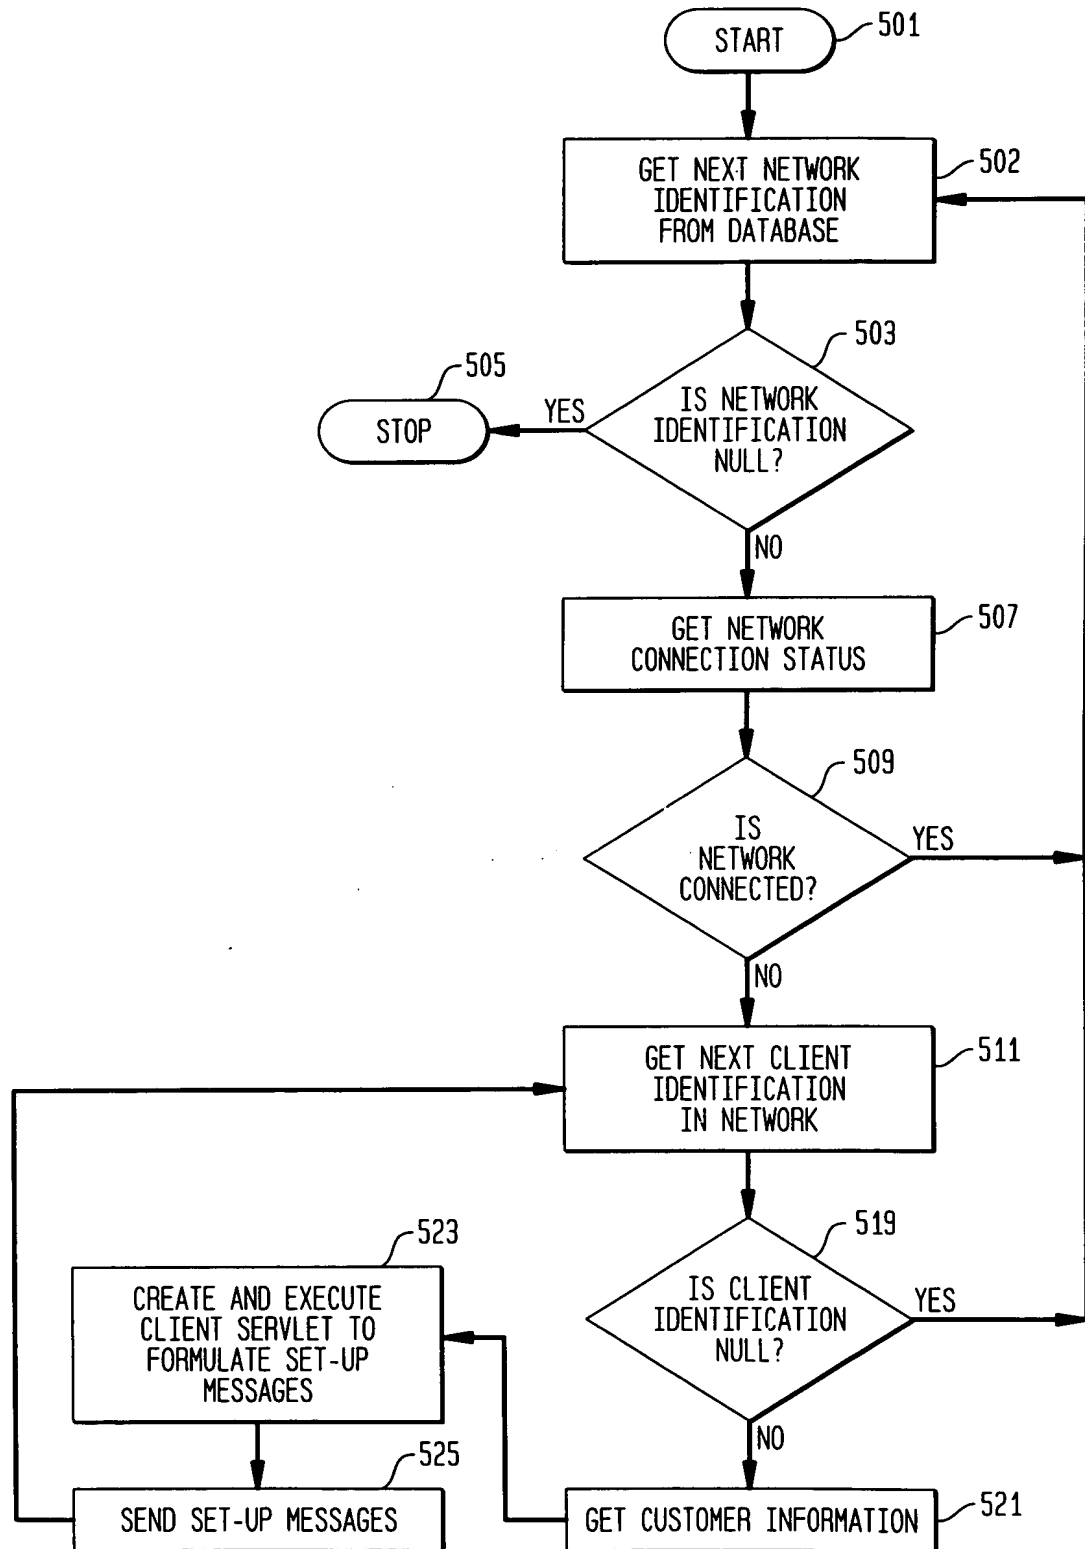 START
501
GET NEXT NETWORK
IDENTIFICATION
FROM DATABASE
502
IS NETWORK
IDENTIFICATION
NULL?
503
YES
STOP
505
NO
GET NETWORK
CONNECTION STATUS
507
IS
NETWORK
CONNECTED?
509
YES
NO
GET NEXT CLIENT
IDENTIFICATION
IN NETWORK
511
IS CLIENT
IDENTIFICATION
NULL?
519
YES
NO
GET CUSTOMER INFORMATION
521
CREATE AND EXECUTE
CLIENT SERVLET TO
FORMULATE SET-UP
MESSAGES
523
SEND SET-UP MESSAGES
525